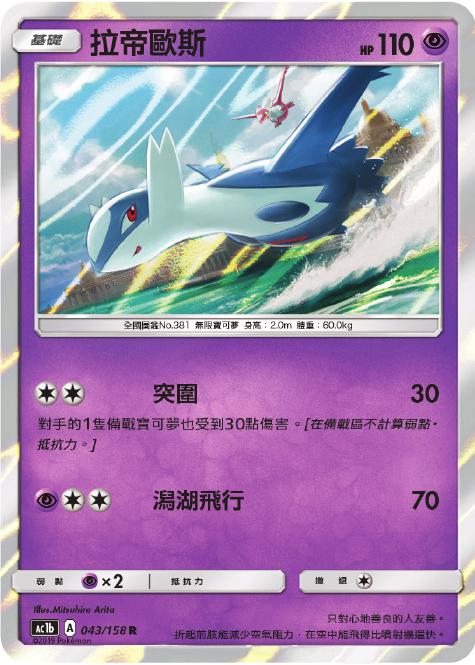 基礎 拉帝歐斯 HP 110
全國圖鑑No.381 無限寶可夢 身高：2.0m 體重：60.0kg
突圍 30
對手的1隻備戰寶可夢也受到30點傷害。[在備戰區不計算弱點・
抵抗力。]
潟湖飛行 70
弱點 ×2 抵抗力 撤退
Illus.Mitsuhiro Arita
AC1b A 043/158 R
©2019 Pokémon
只對心地善良的人友善。
折起前肢能減少空氣阻力，在空中能飛得比噴射機還快。